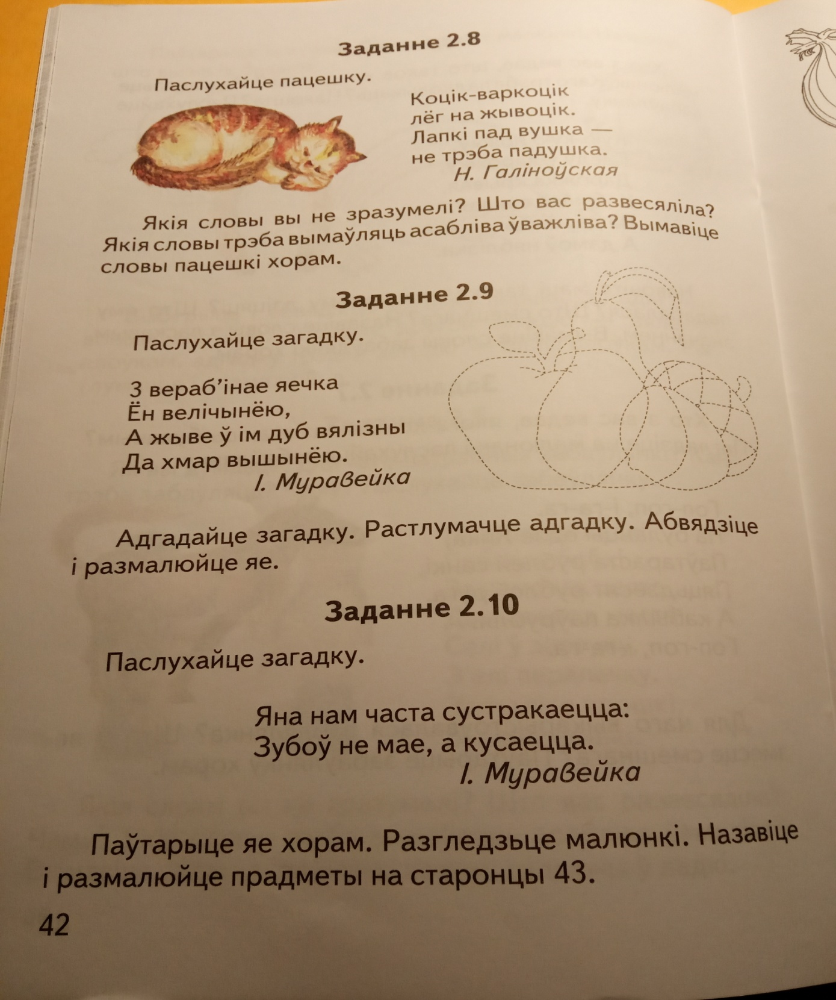 Заданне 2.8
Паслухайце пацешку.
Коцік-варкоцік
лёг на жывоцік.
Лапкі пад вушка —
не трэба падушка.
Н. Галіноўская
Якія словы вы не зразумелі? Што вас развесяліла?
Якія словы трэба вымаўляць асабліва ўважліва? Вымавіце
словы пацешкі хорам.
Заданне 2.9
Паслухайце загадку.
З вераб’інае яечка
Ён велічынёю,
А жыве ў ім дуб вялізны
Да хмар вышынёю.
І. Муравейка
Адгадайце загадку. Растлумачце адгадку. Абвядзіце
і размалюйце яе.
Заданне 2.10
Паслухайце загадку.
Яна нам часта сустракаецца:
Зубоў не мае, а кусаецца.
І. Муравейка
Паўтарыце яе хорам. Разгледзьце малюнкі. Назавіце
і размалюйце прадметы на старонцы 43.
42